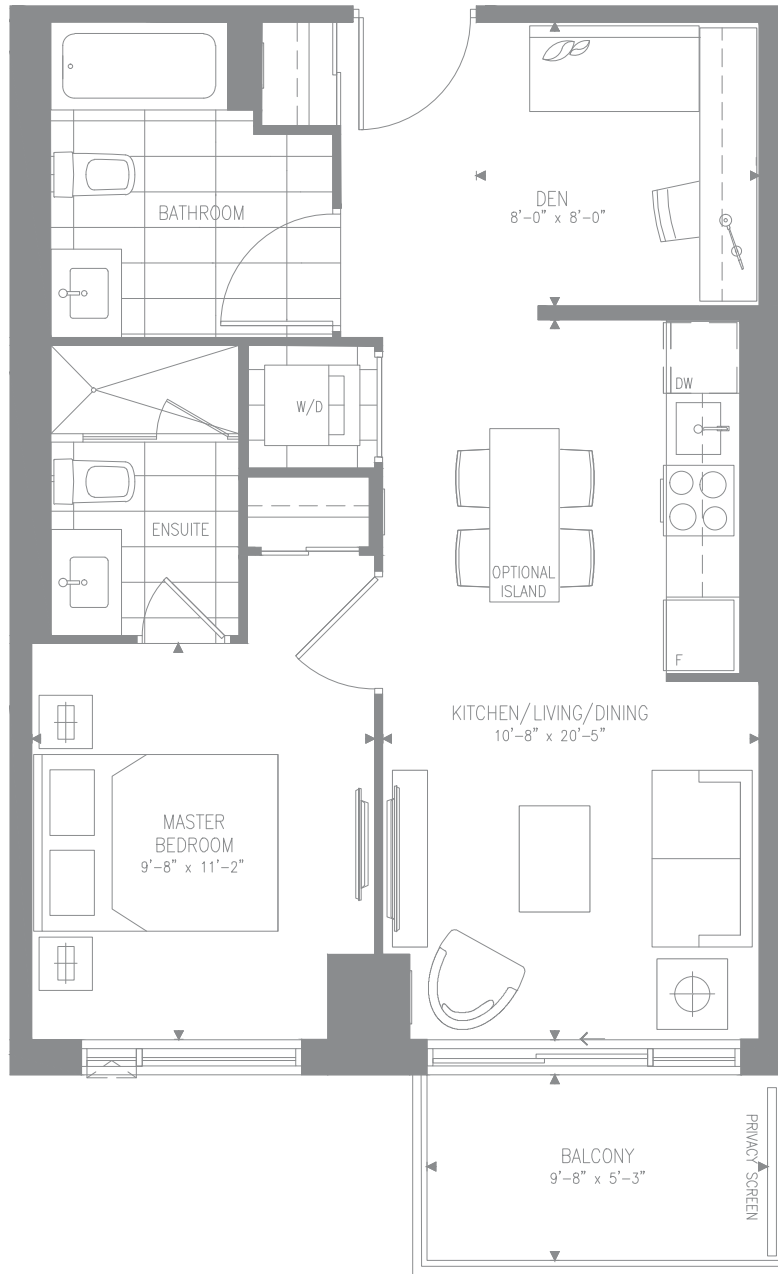 BATHROOM
DEN
8'-0" x 8'-0"
W/D
DW
ENSUITE
OPTIONAL
ISLAND
F
KITCHEN/LIVING/DINING
10'-8" x 20'-5"
MASTER
BEDROOM
9'-8" x 11'-2"
BALCONY
9'-8" x 5'-3"
PRIVACY SCREEN